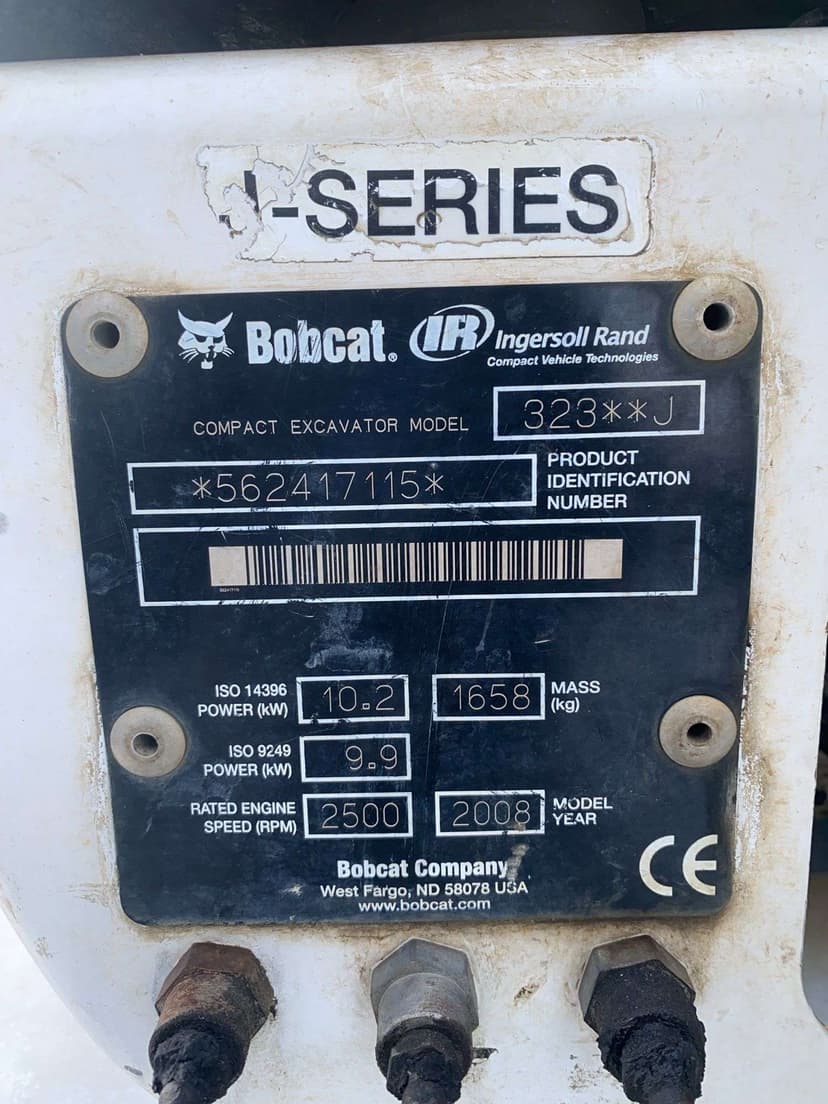 J-SERIES
Bobcat® IR Ingersoll Rand
Compact Vehicle Technologies
COMPACT EXCAVATOR MODEL 323**J
*562417115* PRODUCT
IDENTIFICATION
NUMBER
562417115
ISO 14396
POWER (kW) 10.2 1658 MASS
(kg)
ISO 9249
POWER (kW) 9.9
RATED ENGINE
SPEED (RPM) 2500 2008 MODEL
YEAR
Bobcat Company
West Fargo, ND 58078 USA
www.bobcat.com
CE